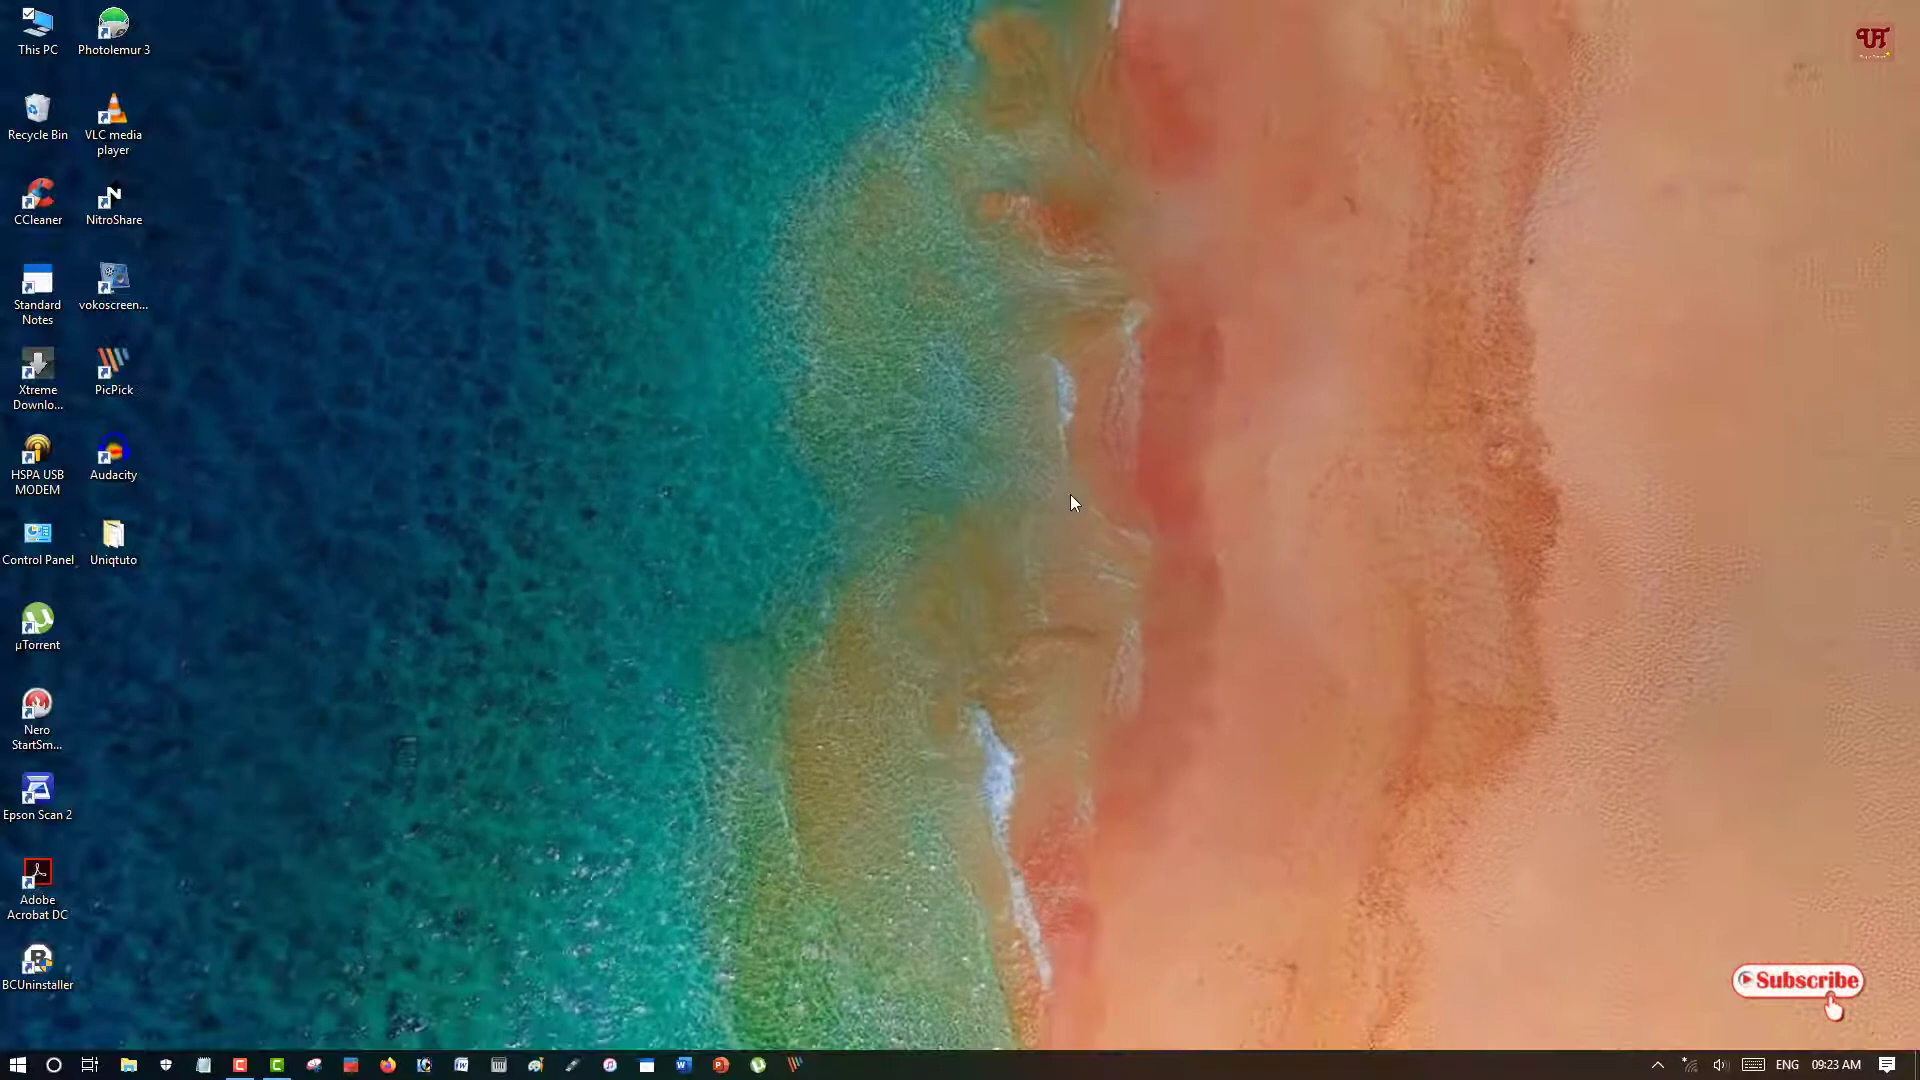 This PC
Photolemur 3
Recycle Bin
VLC media
player
CCleaner
NitroShare
Standard
Notes
vokoscreen...
Xtreme
Downlo...
PicPick
HSPA USB
MODEM
Audacity
Control Panel
Uniqtuto
µTorrent
Nero
StartSm...
Epson Scan 2
Adobe
Acrobat DC
BCUninstaller
UT
Subscribe
ENG
09:23 AM